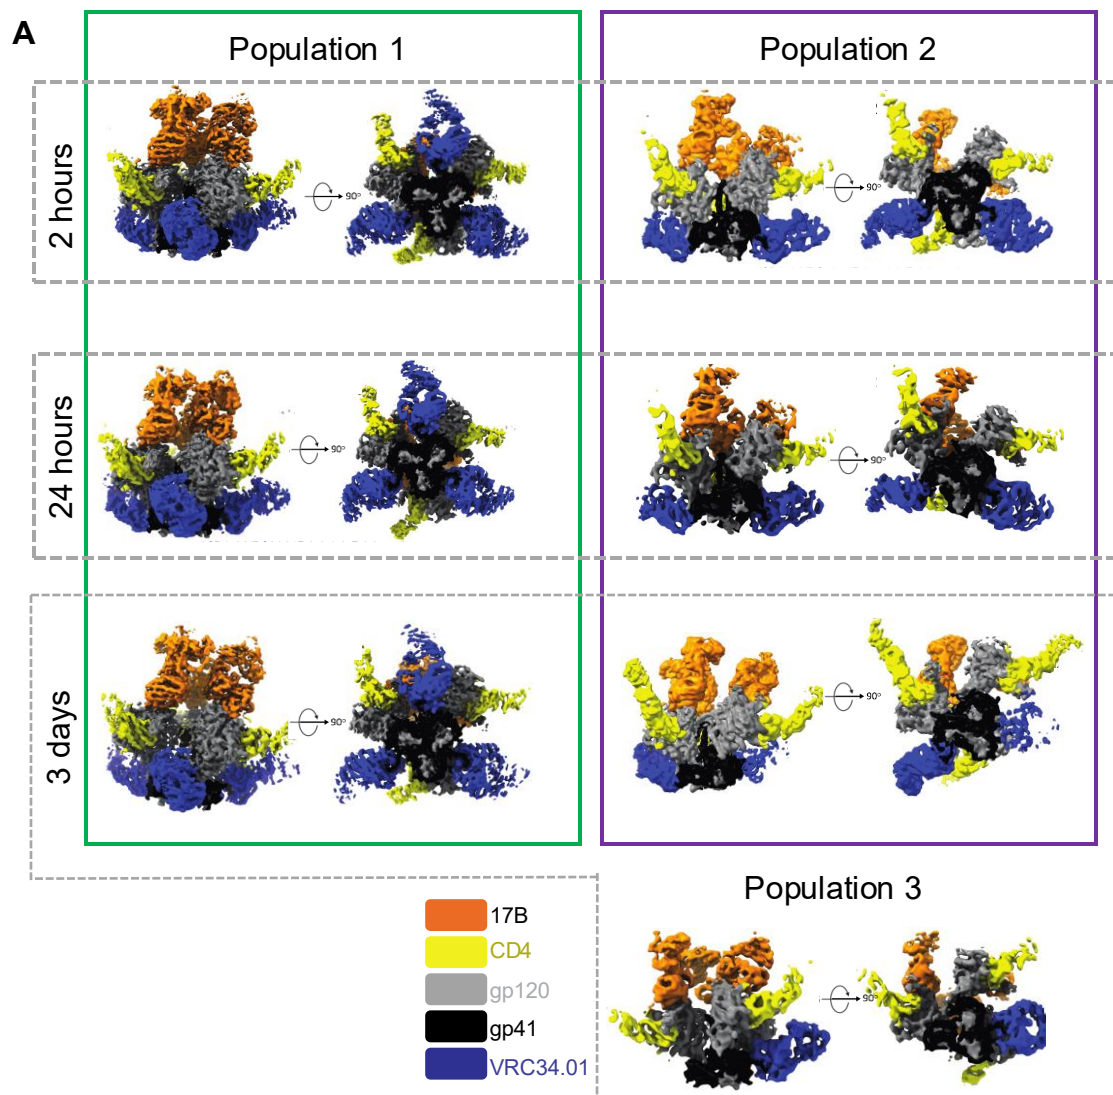 A
Population 1
Population 2
2 hours
90°
90°
24 hours
90°
90°
3 days
90°
90°
Population 3
17B
CD4
gp120
gp41
VRC34.01
90°